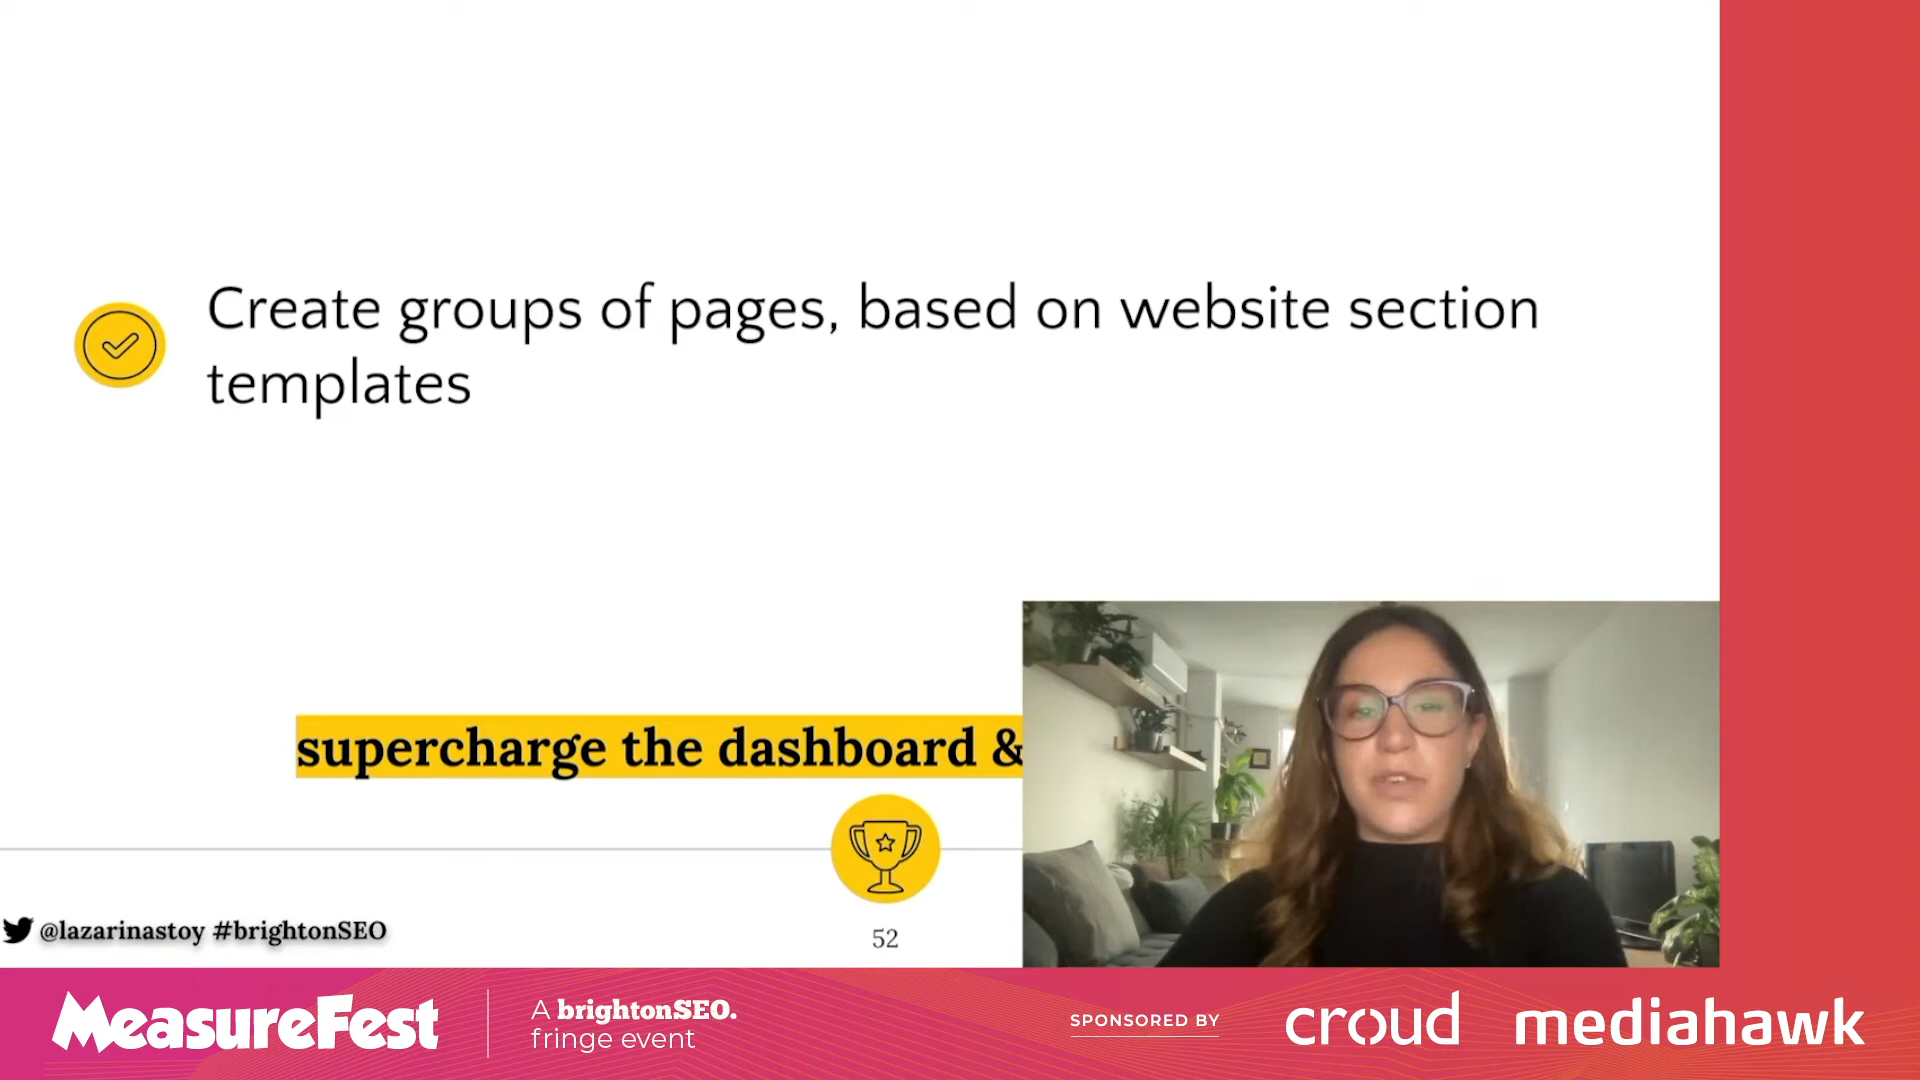 Create groups of pages, based on website section
templates
supercharge the dashboard &
@lazarinastoy #brightonSEO
52
MeasureFest
A brightonSEO.
fringe event
SPONSORED BY
croud
mediahawk